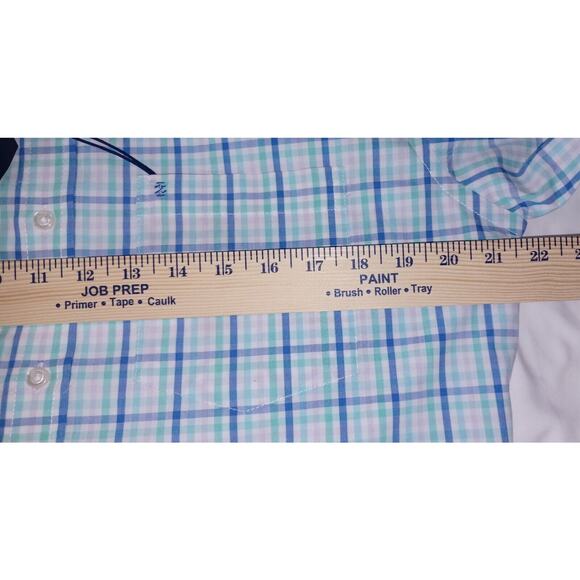 11 12 13 14 15 16 17 18 19 20 21 22
JOB PREP PAINT
• Primer • Tape • Caulk • Brush • Roller • Tray